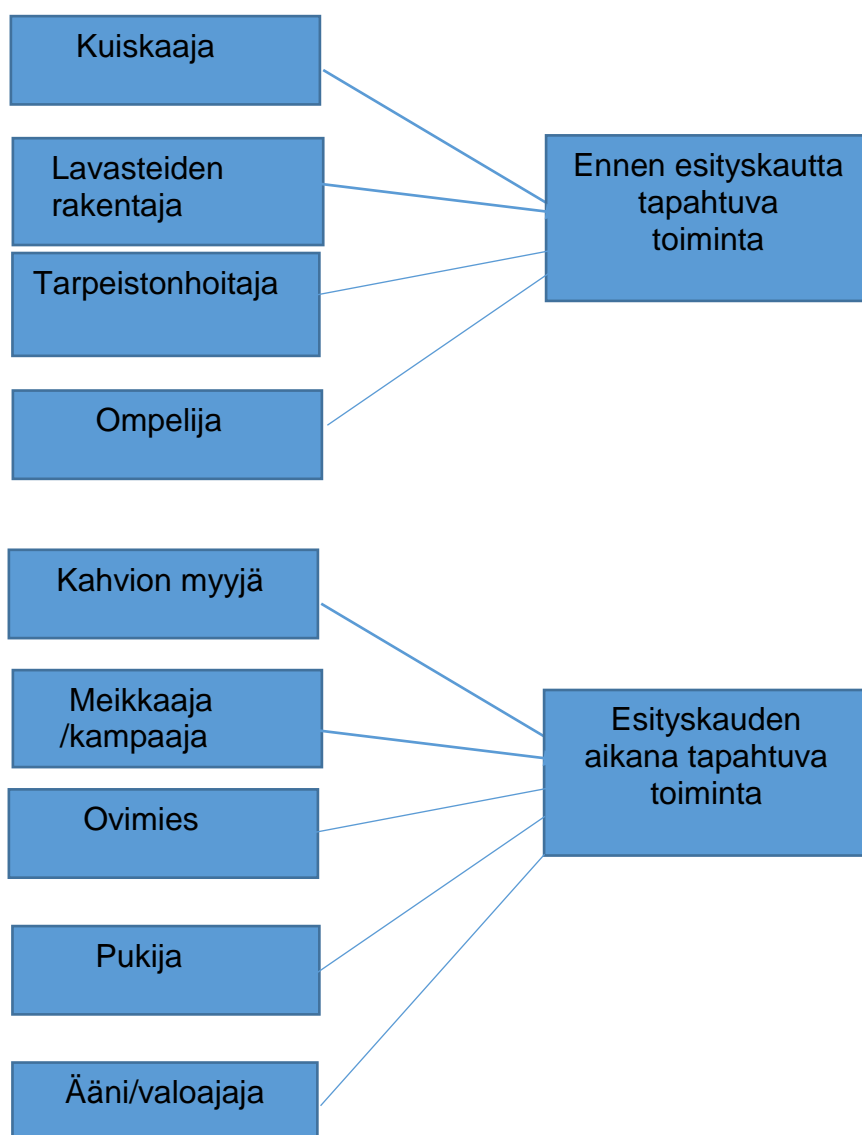 Kuiskaaja
Lavasteiden
rakentaja
Tarpeistonhoitaja
Ompelija
Ennen esityskautta
tapahtuva
toiminta
Kahvion myyjä
Meikkaaja
/kampaaja
Ovimies
Pukija
Ääni/valoajaja
Esityskauden
aikana tapahtuva
toiminta